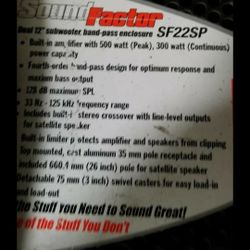 Sound Factor
Dual 12" subwoofer band-pass enclosure SF22SP
• Built-in amplifier with 500 watt (Peak), 300 watt (Continuous)
power capacity
• Fourth-order band-pass design for optimum response and
maximum bass output
• 128 dB maximum SPL
• 33 Hz - 125 kHz frequency range
• Includes built-in stereo crossover with line-level outputs
for satellite speaker
Built-in limiter protects amplifier and speakers from clipping
Top mounted, cast aluminum 35 mm pole receptacle and
included 660.4 mm (26 inch) pole for satellite speaker
Detachable 75 mm (3 inch) swivel casters for easy load-in
and load-out
the Stuff You Need to Sound Great!
e of the Stuff You Don't